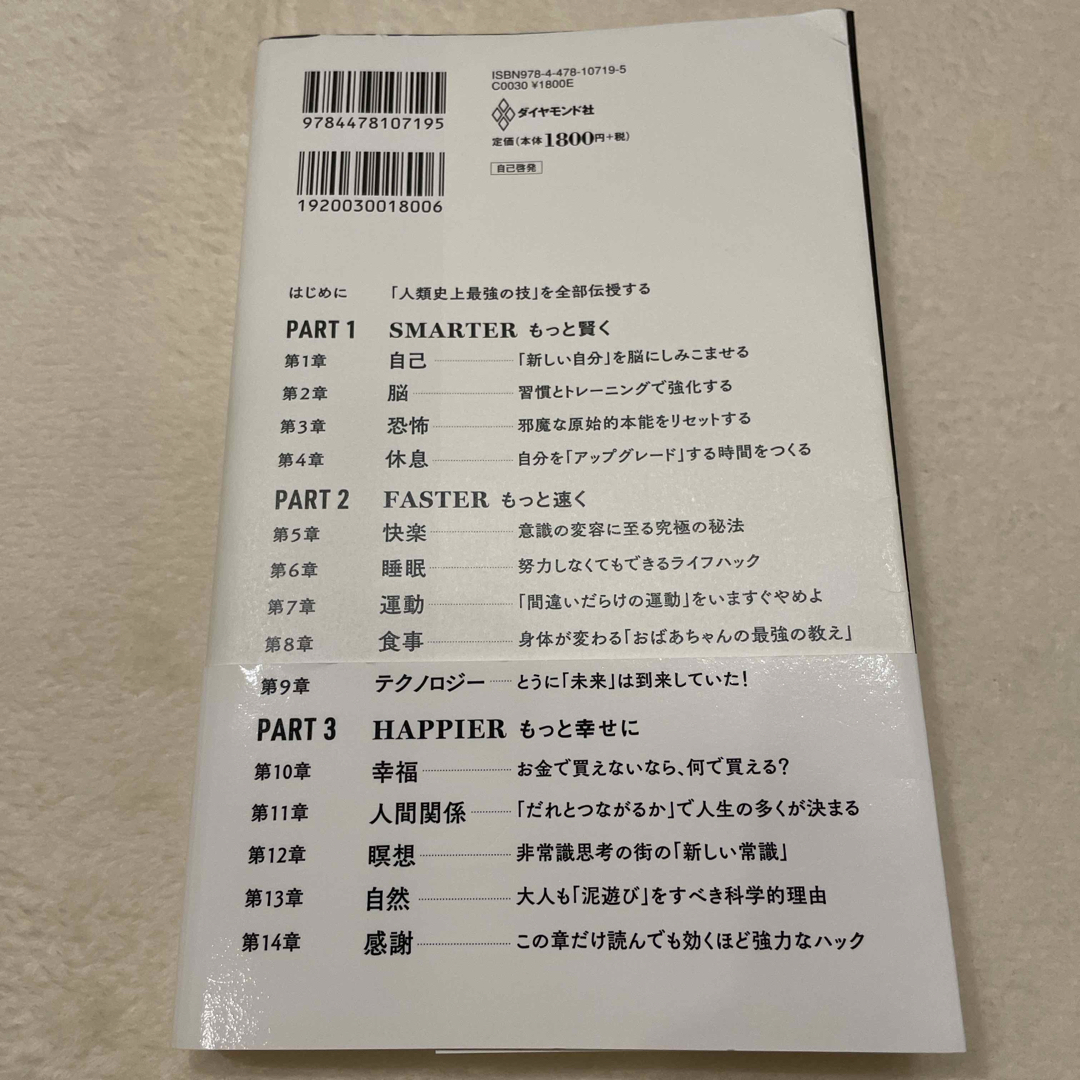 9784478107195
1920030018006
ISBN978-4-478-10719-5
C0030 ¥1800E
ダイヤモンド社
定価(本体1800円+税)
自己啓発
はじめに 「人類史上最強の技」を全部伝授する
PART 1 SMARTER もっと賢く
第1章 自己 「新しい自分」を脳にしみこませる
第2章 脳 習慣とトレーニングで強化する
第3章 恐怖 邪魔な原始的本能をリセットする
第4章 休息 自分を「アップグレード」する時間をつくる
PART 2 FASTER もっと速く
第5章 快楽 意識の変容に至る究極の秘法
第6章 睡眠 努力しなくてもできるライフハック
第7章 運動 「間違いだらけの運動」をいますぐやめよ
第8章 食事 身体が変わる「おばあちゃんの最強の教え」
第9章 テクノロジー とうに「未来」は到来していた!
PART 3 HAPPIER もっと幸せに
第10章 幸福 お金で買えないなら、何で買える?
第11章 人間関係 「だれとつながるか」で人生の多くが決まる
第12章 瞑想 非常識思考の街の「新しい常識」
第13章 自然 大人も「泥遊び」をすべき科学的理由
第14章 感謝 この章だけ読んでも効くほど強力なハック